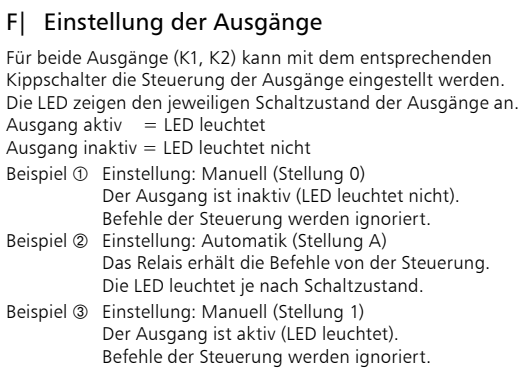 F| Einstellung der Ausgänge
Für beide Ausgänge (K1, K2) kann mit dem entsprechenden
Kippschalter die Steuerung der Ausgänge eingestellt werden.
Die LED zeigen den jeweiligen Schaltzustand der Ausgänge an.
Ausgang aktiv = LED leuchtet
Ausgang inaktiv = LED leuchtet nicht
Beispiel ① Einstellung: Manuell (Stellung 0)
Der Ausgang ist inaktiv (LED leuchtet nicht).
Befehle der Steuerung werden ignoriert.
Beispiel ② Einstellung: Automatik (Stellung A)
Das Relais erhält die Befehle von der Steuerung.
Die LED leuchtet je nach Schaltzustand.
Beispiel ③ Einstellung: Manuell (Stellung 1)
Der Ausgang ist aktiv (LED leuchtet).
Befehle der Steuerung werden ignoriert.